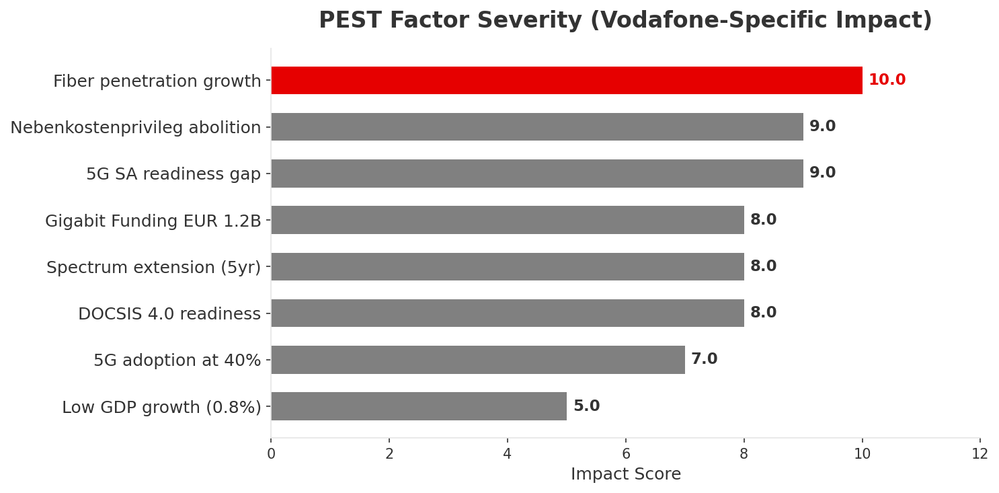 PEST Factor Severity (Vodafone-Specific Impact)
Fiber penetration growth 10.0
Nebenkostenprivileg abolition 9.0
5G SA readiness gap 9.0
Gigabit Funding EUR 1.2B 8.0
Spectrum extension (5yr) 8.0
DOCSIS 4.0 readiness 8.0
5G adoption at 40% 7.0
Low GDP growth (0.8%) 5.0
0 2 4 6 8 10 12
Impact Score